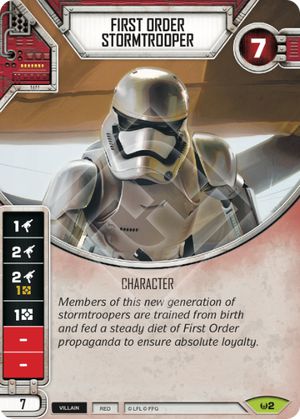 FIRST ORDER
STORMTROOPER
7
1
2
2
1
1
-
-
CHARACTER
Members of this new generation of
stormtroopers are trained from birth
and fed a steady diet of First Order
propaganda to ensure absolute loyalty.
7
VILLAIN
RED
© LFL © FFG
2